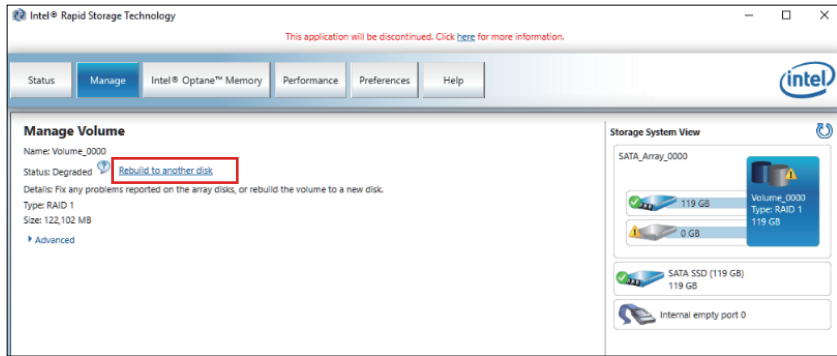 Intel® Rapid Storage Technology
This application will be discontinued. Click here for more information.
Status
Manage
Intel® Optane™ Memory
Performance
Preferences
Help
intel
Manage Volume
Name: Volume_0000
Status: Degraded ? Rebuild to another disk
Details: Fix any problems reported on the array disks, or rebuild the volume to a new disk.
Type: RAID 1
Size: 122,102 MB
Advanced
Storage System View
SATA_Array_0000
119 GB
0 GB
Volume_0000
Type: RAID 1
119 GB
SATA SSD (119 GB)
119 GB
Internal empty port 0